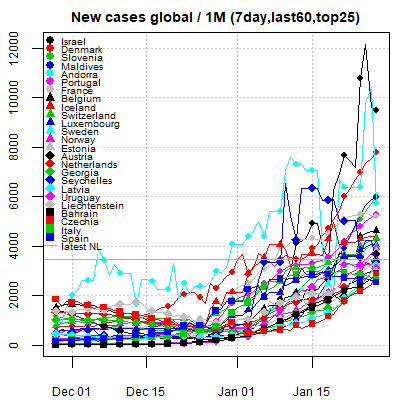 New cases global / 1M (7day,last60,top25)
12000
10000
8000
6000
4000
2000
0
Israel
Denmark
Slovenia
Maldives
Andorra
Portugal
France
Belgium
Iceland
Switzerland
Luxembourg
Sweden
Norway
Estonia
Austria
Netherlands
Georgia
Seychelles
Latvia
Uruguay
Liechtenstein
Bahrain
Czechia
Italy
Spain
latest NL
Dec 01
Dec 15
Jan 01
Jan 15